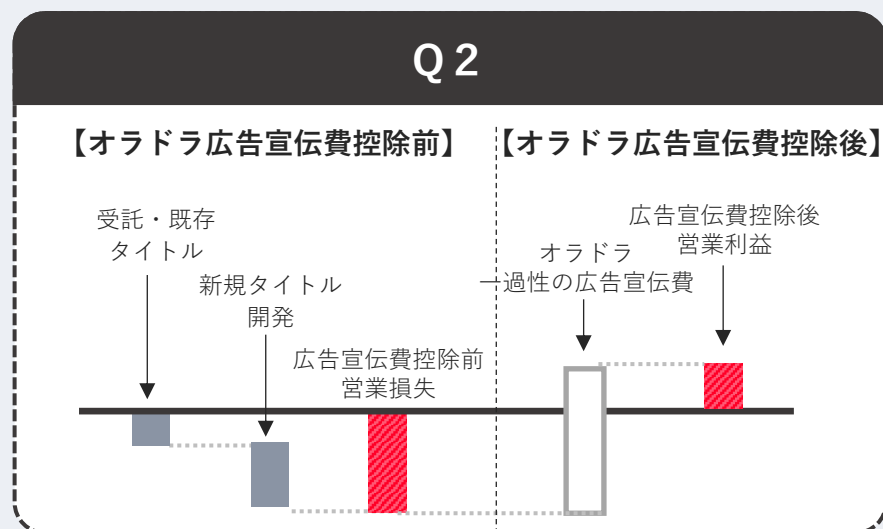 Q2
【オラドラ広告宣伝費控除前】
受託・既存
タイトル
新規タイトル
開発
広告宣伝費控除前
営業損失
【オラドラ広告宣伝費控除後】
オラドラ
一過性の広告宣伝費
広告宣伝費控除後
営業利益